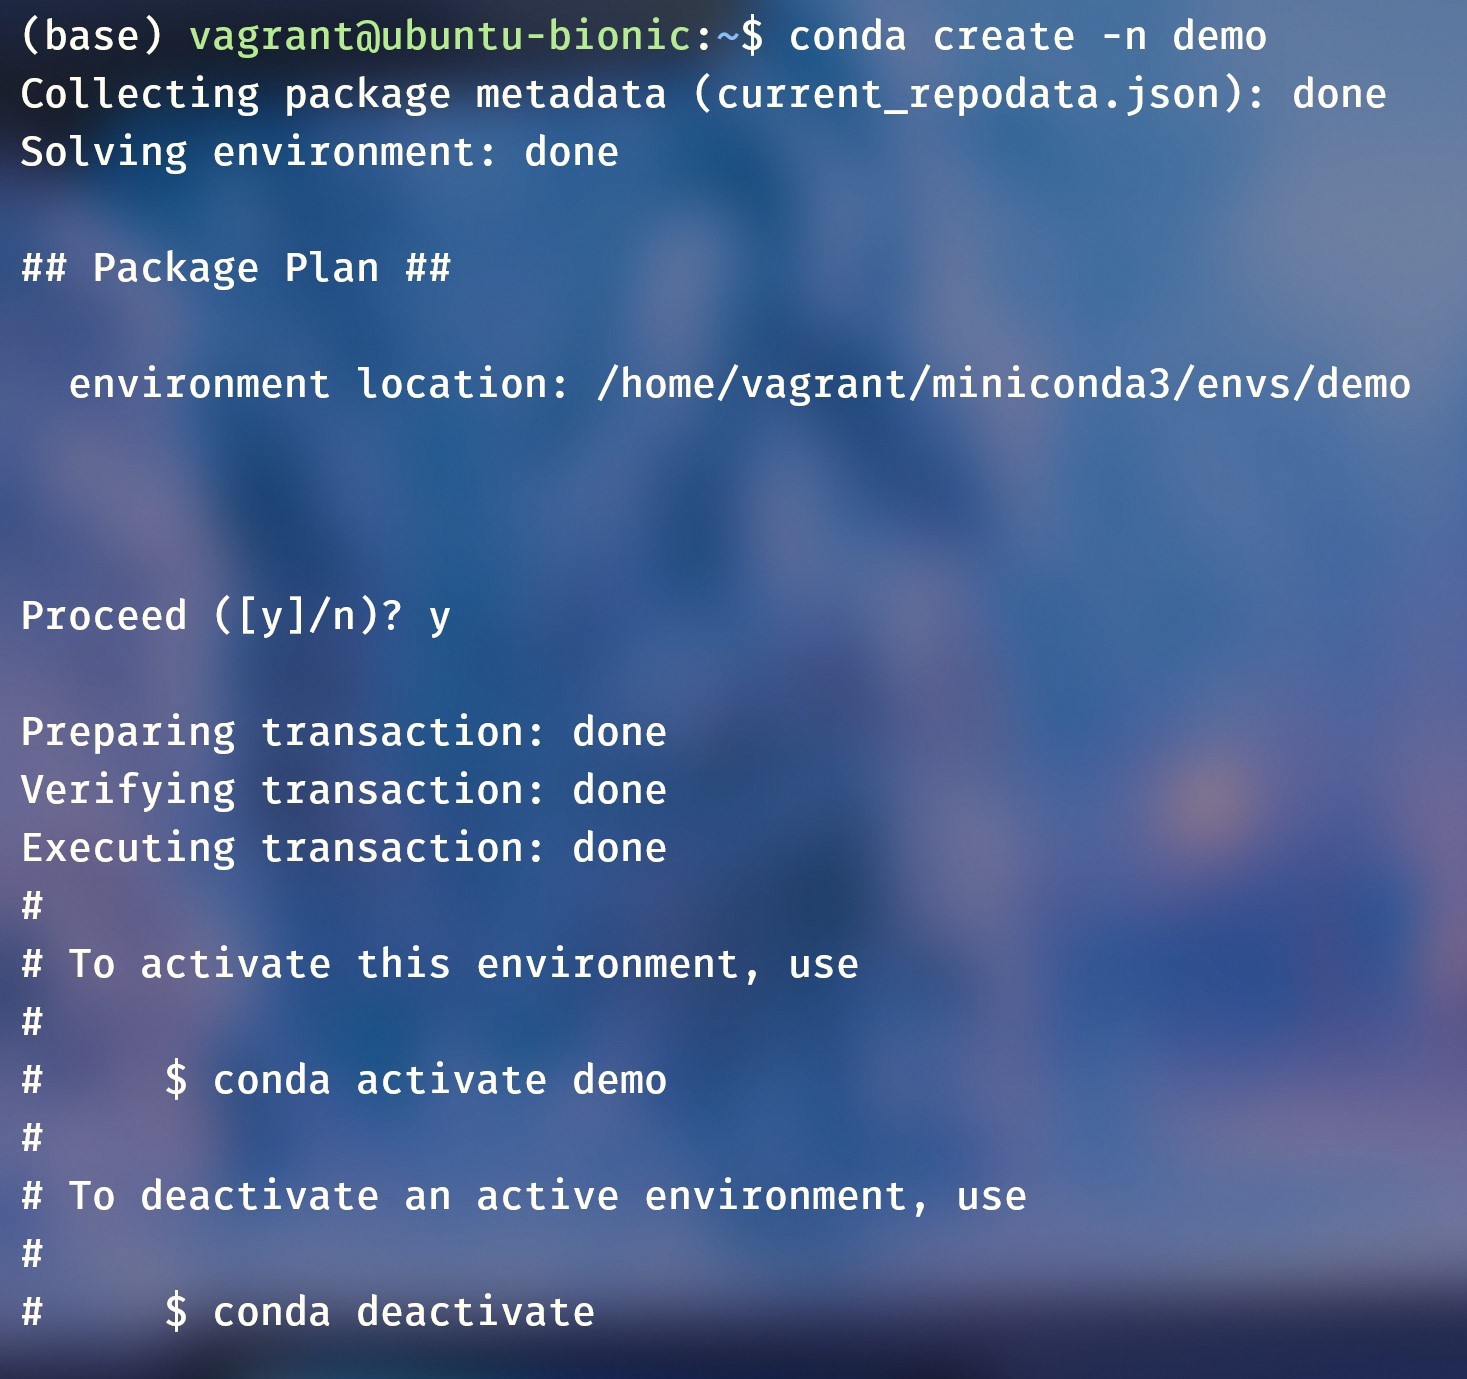 (base) vagrant@ubuntu-bionic:~$ conda create -n demo
Collecting package metadata (current_repodata.json): done
Solving environment: done

## Package Plan ##

  environment location: /home/vagrant/miniconda3/envs/demo

Proceed ([y]/n)? y

Preparing transaction: done
Verifying transaction: done
Executing transaction: done
#
# To activate this environment, use
#
#     $ conda activate demo
#
# To deactivate an active environment, use
#
#     $ conda deactivate